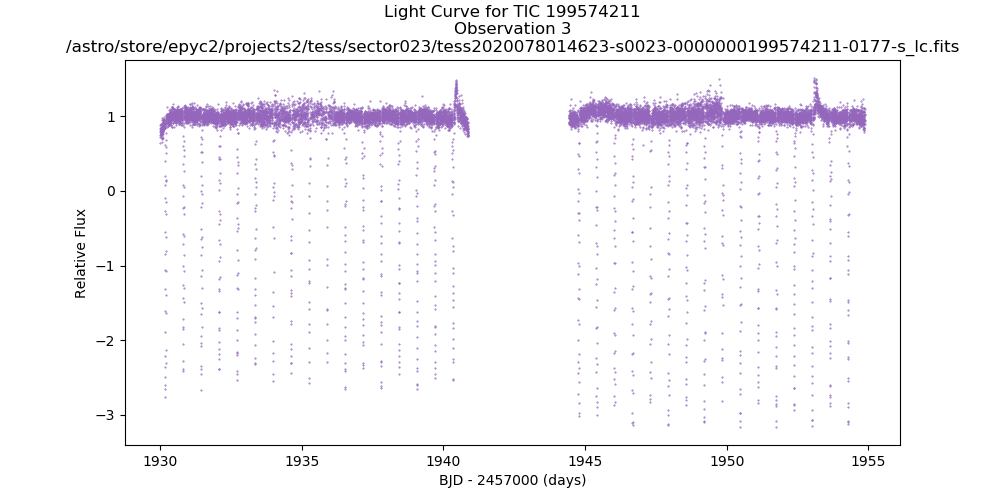 Light Curve for TIC 199574211
Observation 3
/astro/store/epyc2/projects2/tess/sector023/tess2020078014623-s0023-0000000199574211-0177-s_lc.fits
1
0
−1
−2
−3
Relative Flux
1930
1935
1940
1945
1950
1955
BJD - 2457000 (days)